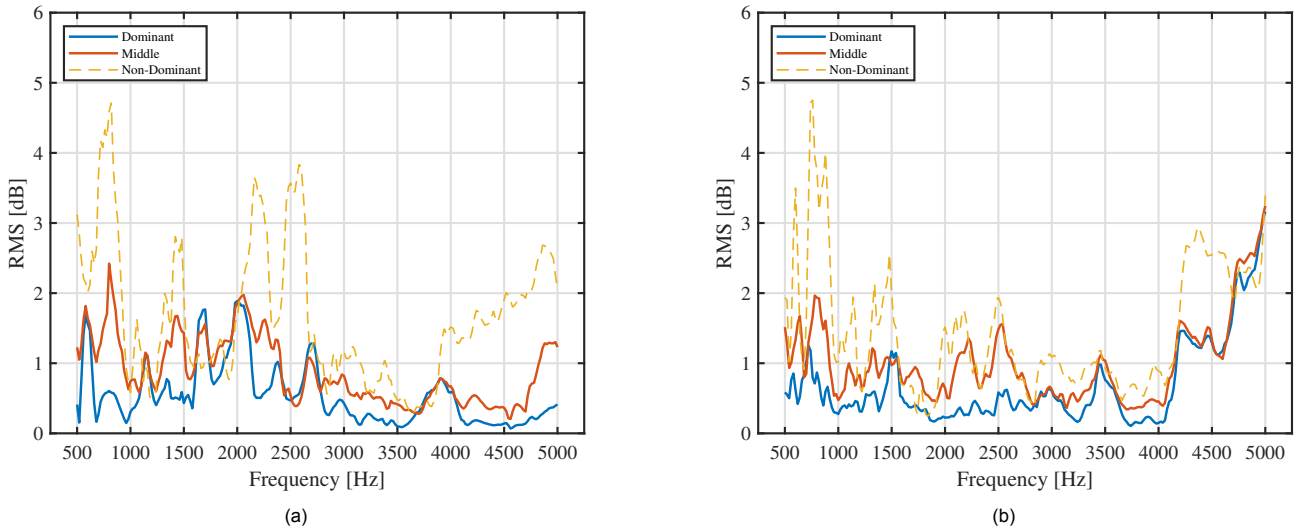 6
5
4
3
2
1
0
RMS [dB]
Dominant
Middle
Non-Dominant
500 1000 1500 2000 2500 3000 3500 4000 4500 5000
Frequency [Hz]
(a)
6
5
4
3
2
1
0
RMS [dB]
Dominant
Middle
Non-Dominant
500 1000 1500 2000 2500 3000 3500 4000 4500 5000
Frequency [Hz]
(b)